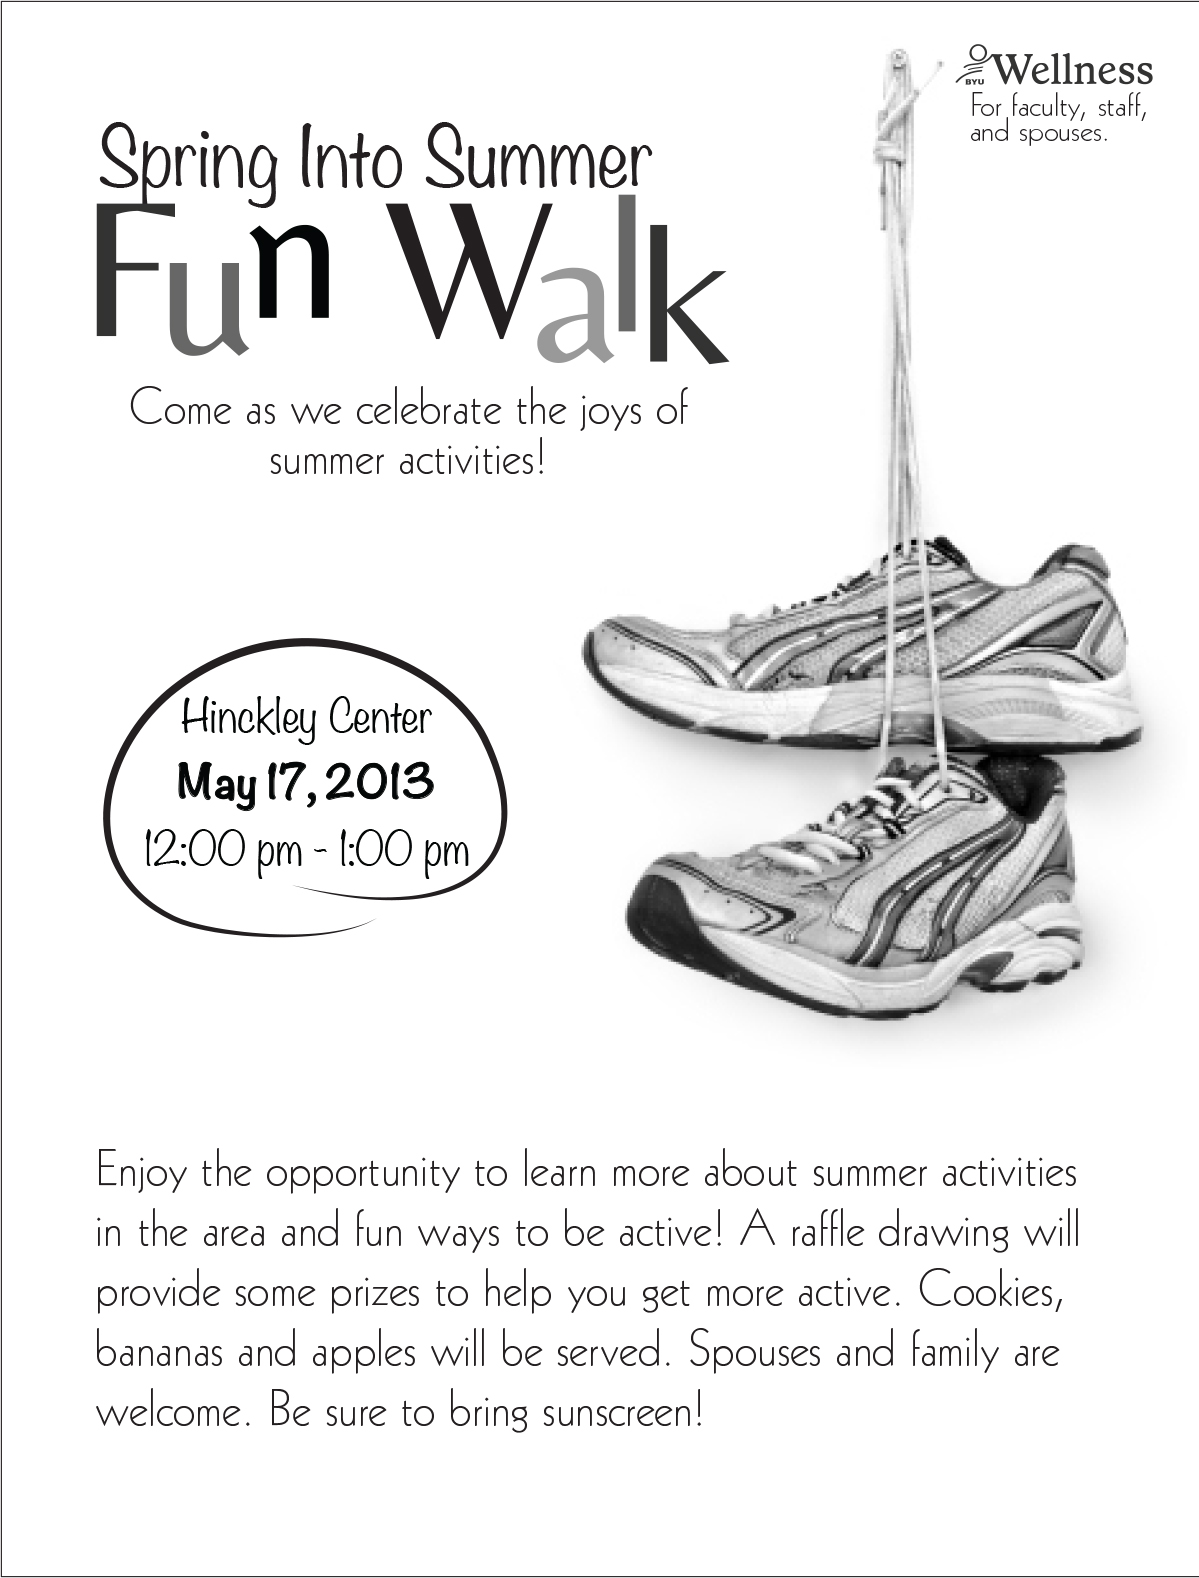 BYU Wellness
For faculty, staff,
and spouses.
Spring Into Summer
Fun Walk
Come as we celebrate the joys of
summer activities!
Hinckley Center
May 17, 2013
12:00 pm - 1:00 pm
Enjoy the opportunity to learn more about summer activities
in the area and fun ways to be active! A raffle drawing will
provide some prizes to help you get more active. Cookies,
bananas and apples will be served. Spouses and family are
welcome. Be sure to bring sunscreen!